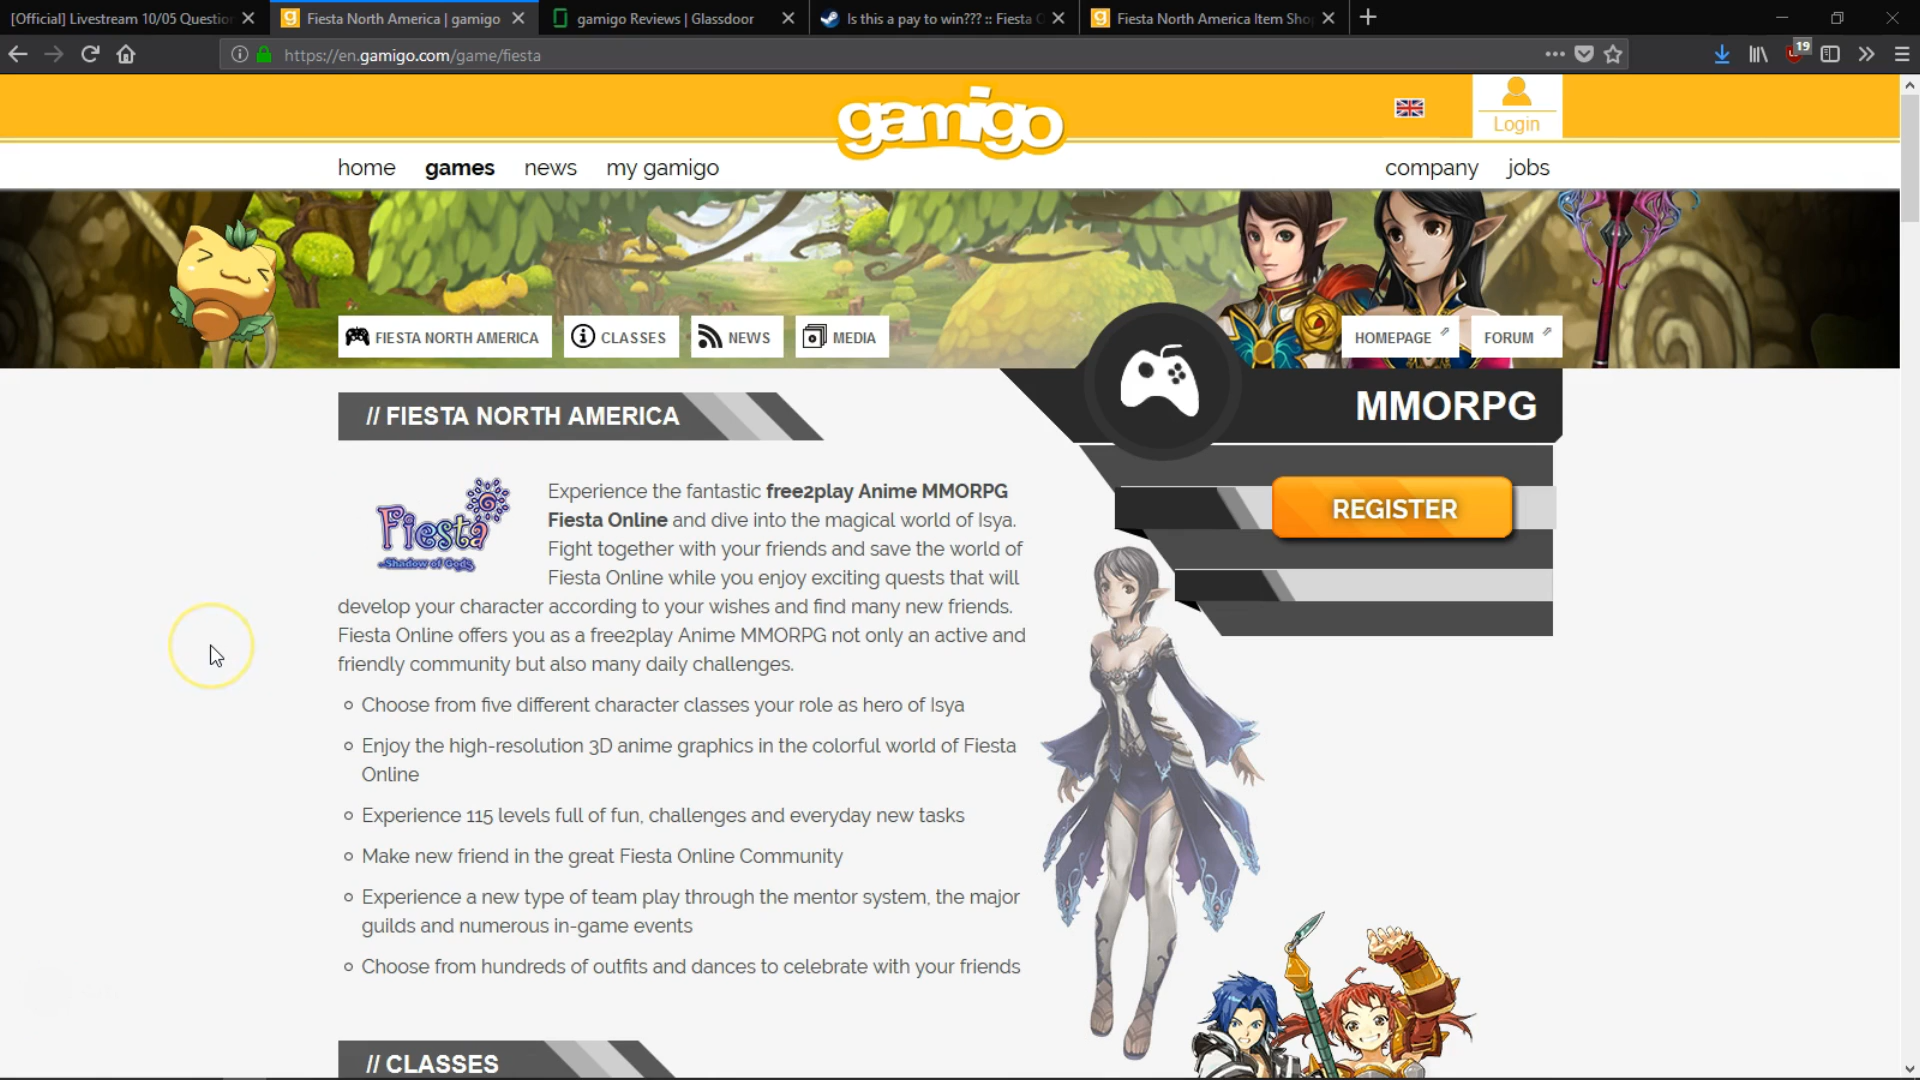 [Official] Livestream 10/05 Question
Fiesta North America | gamigo
gamigo Reviews | Glassdoor
Is this a pay to win??? :: Fiesta O
Fiesta North America Item Sho
https://en.gamigo.com/game/fiesta
19
gamigo
Login
home games news my gamigo
company jobs
FIESTA NORTH AMERICA
CLASSES
NEWS
MEDIA
HOMEPAGE
FORUM
// FIESTA NORTH AMERICA
MMORPG
REGISTER
Fiesta
Shadow of Gods
Experience the fantastic free2play Anime MMORPG
Fiesta Online and dive into the magical world of Isya.
Fight together with your friends and save the world of
Fiesta Online while you enjoy exciting quests that will
develop your character according to your wishes and find many new friends.
Fiesta Online offers you as a free2play Anime MMORPG not only an active and
friendly community but also many daily challenges.
Choose from five different character classes your role as hero of Isya
Enjoy the high-resolution 3D anime graphics in the colorful world of Fiesta
Online
Experience 115 levels full of fun, challenges and everyday new tasks
Make new friend in the great Fiesta Online Community
Experience a new type of team play through the mentor system, the major
guilds and numerous in-game events
Choose from hundreds of outfits and dances to celebrate with your friends
// CLASSES